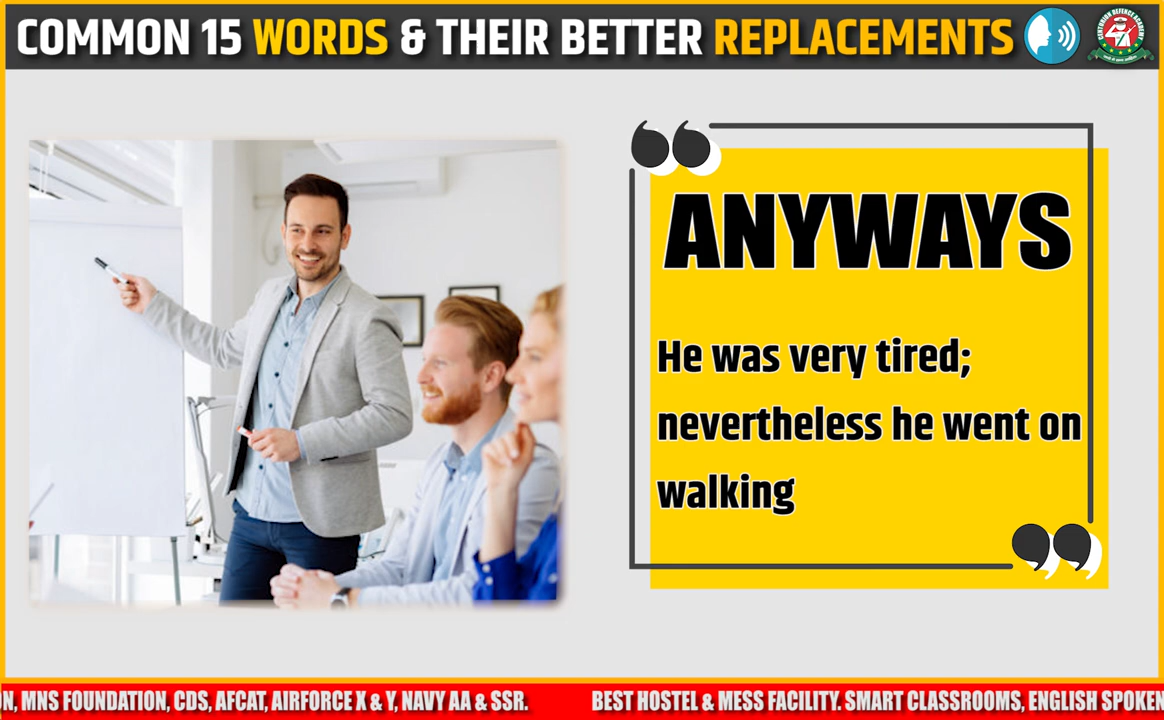 COMMON 15 WORDS & THEIR BETTER REPLACEMENTS
ANYWAYS
He was very tired;
nevertheless he went on
walking
MNS FOUNDATION, CDS, AFCAT, AIRFORCE X & Y, NAVY AA & SSR. BEST HOSTEL & MESS FACILITY. SMART CLASSROOMS, ENGLISH SPOKEN